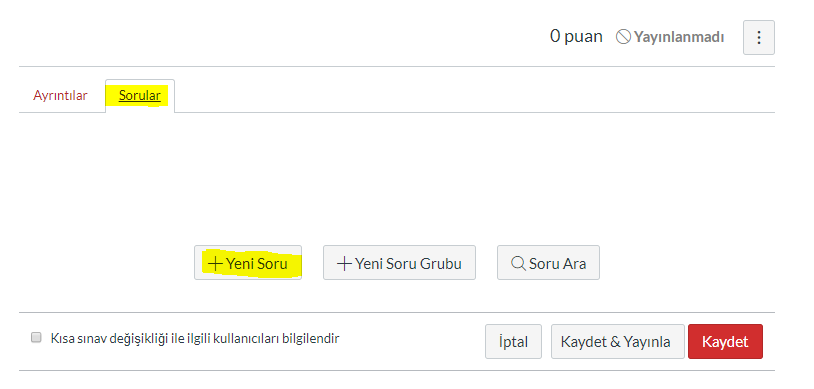 0 puan Yayınlanmadı
Ayrıntılar Sorular
Yeni Soru Yeni Soru Grubu Soru Ara
Kısa sınav değişikliği ile ilgili kullanıcıları bilgilendir İptal Kaydet & Yayınla Kaydet